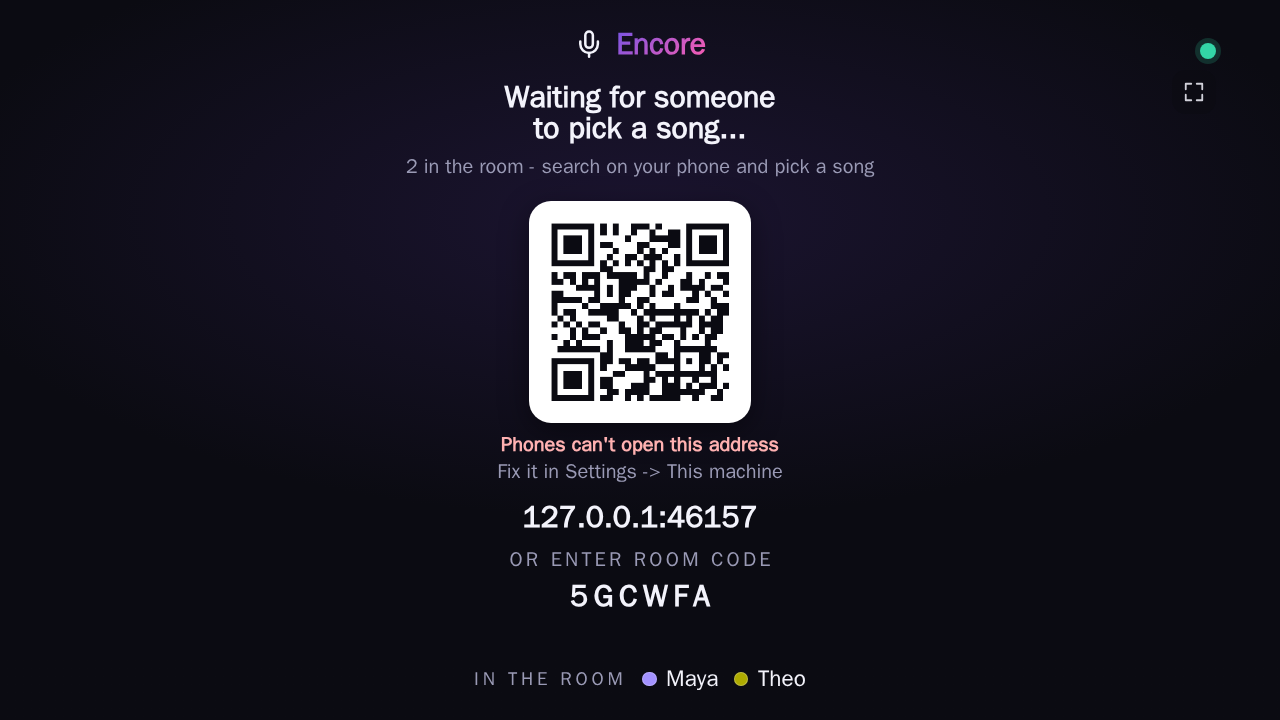 Encore
Waiting for someone
to pick a song...
2 in the room - search on your phone and pick a song
Phones can't open this address
Fix it in Settings -> This machine
127.0.0.1:46157
OR ENTER ROOM CODE
5GCWFA
IN THE ROOM Maya Theo